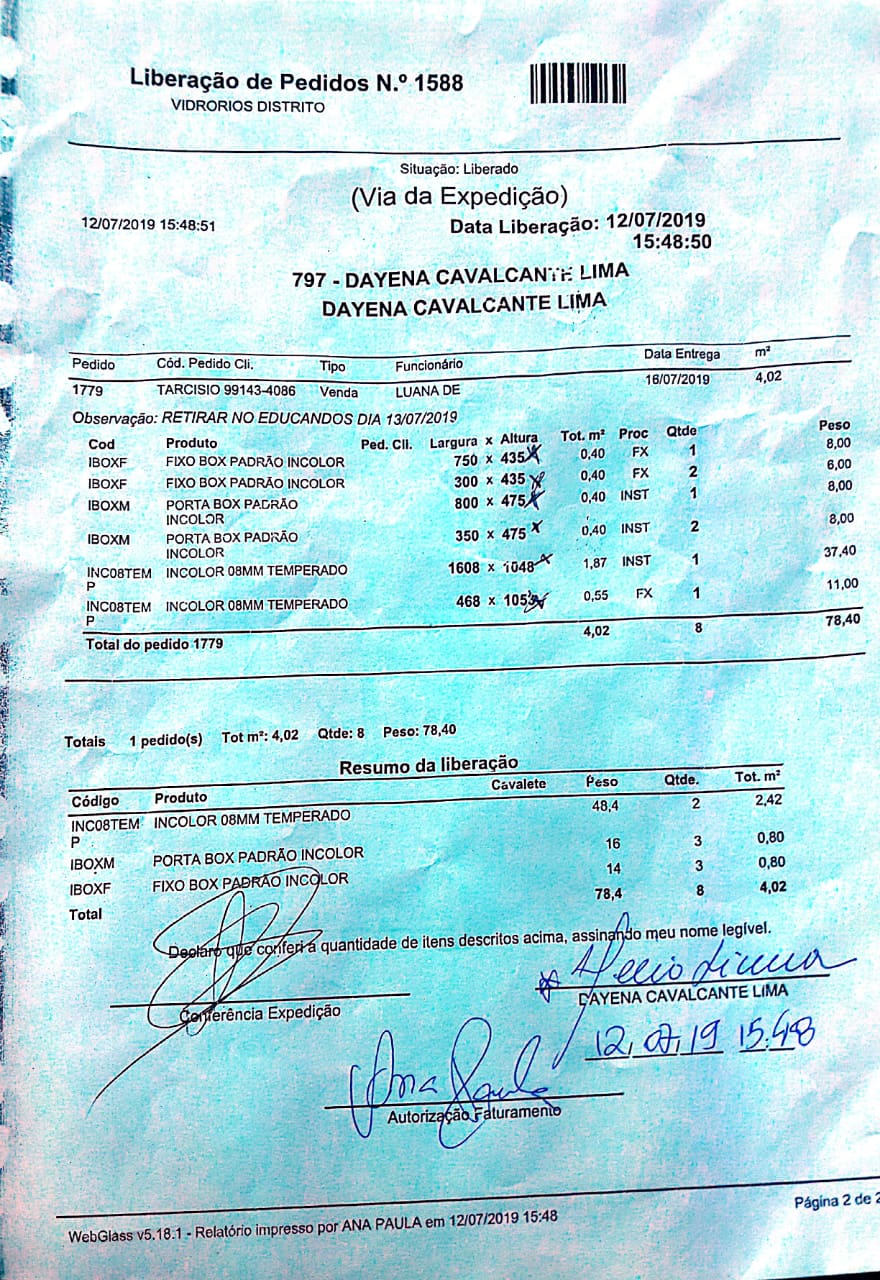 Liberação de Pedidos N.º 1588
VIDRORIOS DISTRITO
Situação: Liberado
(Via da Expedição)
12/07/2019 15:48:51
Data Liberação: 12/07/2019
15:48:50
797 - DAYENA CAVALCANTE LIMA
DAYENA CAVALCANTE LIMA
Pedido Cód. Pedido Cli. Tipo Funcionário Data Entrega m²
1779 TARCISIO 99143-4086 Venda LUANA DE 16/07/2019 4,02
Observação: RETIRAR NO EDUCANDOS DIA 13/07/2019
Cod Produto Ped. Cli. Largura x Altura Tot. m² Proc Qtde Peso
IBOXF FIXO BOX PADRÃO INCOLOR 750 x 435 0,40 FX 1 8,00
IBOXF FIXO BOX PADRÃO INCOLOR 300 x 435 0,40 FX 2 6,00
IBOXM PORTA BOX PADRÃO 800 x 475 0,40 INST 1 8,00
INCOLOR
IBOXM PORTA BOX PADRÃO 350 x 475 0,40 INST 2 8,00
INCOLOR
INC08TEM INCOLOR 08MM TEMPERADO 1608 x 1048 1,87 INST 1 37,40
P
INC08TEM INCOLOR 08MM TEMPERADO 468 x 1053 0,55 FX 1 11,00
P
Total do pedido 1779 4,02 8 78,40
Totais 1 pedido(s) Tot m²: 4,02 Qtde: 8 Peso: 78,40
Resumo da liberação
Código Produto Cavalete Peso Qtde. Tot. m²
INC08TEM INCOLOR 08MM TEMPERADO 48,4 2 2,42
P
IBOXM PORTA BOX PADRÃO INCOLOR 16 3 0,80
IBOXF FIXO BOX PADRÃO INCOLOR 14 3 0,80
Total 78,4 8 4,02
Declaro que conferi a quantidade de itens descritos acima, assinando meu nome legível.
DAYENA CAVALCANTE LIMA
Conferência Expedição
12,07,19 15:48
Ana Paula
Autorização Faturamento
WebGlass v5.18.1 - Relatório impresso por ANA PAULA em 12/07/2019 15:48
Página 2 de 2